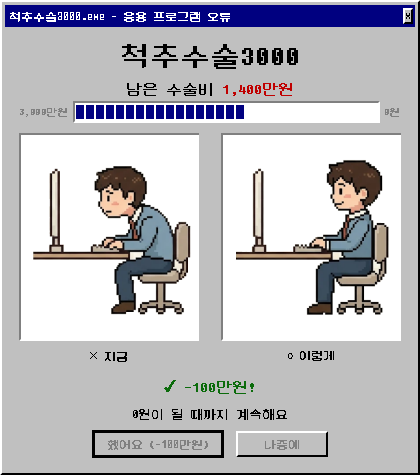 척추수술3000.exe - 응용 프로그램 오류
척추수술3000
남은 수술비 1,400만원
3,000만원 0원
× 지금
o 이렇게
✓ -100만원!
0원이 될 때까지 계속해요
했어요 (-100만원)
나중에